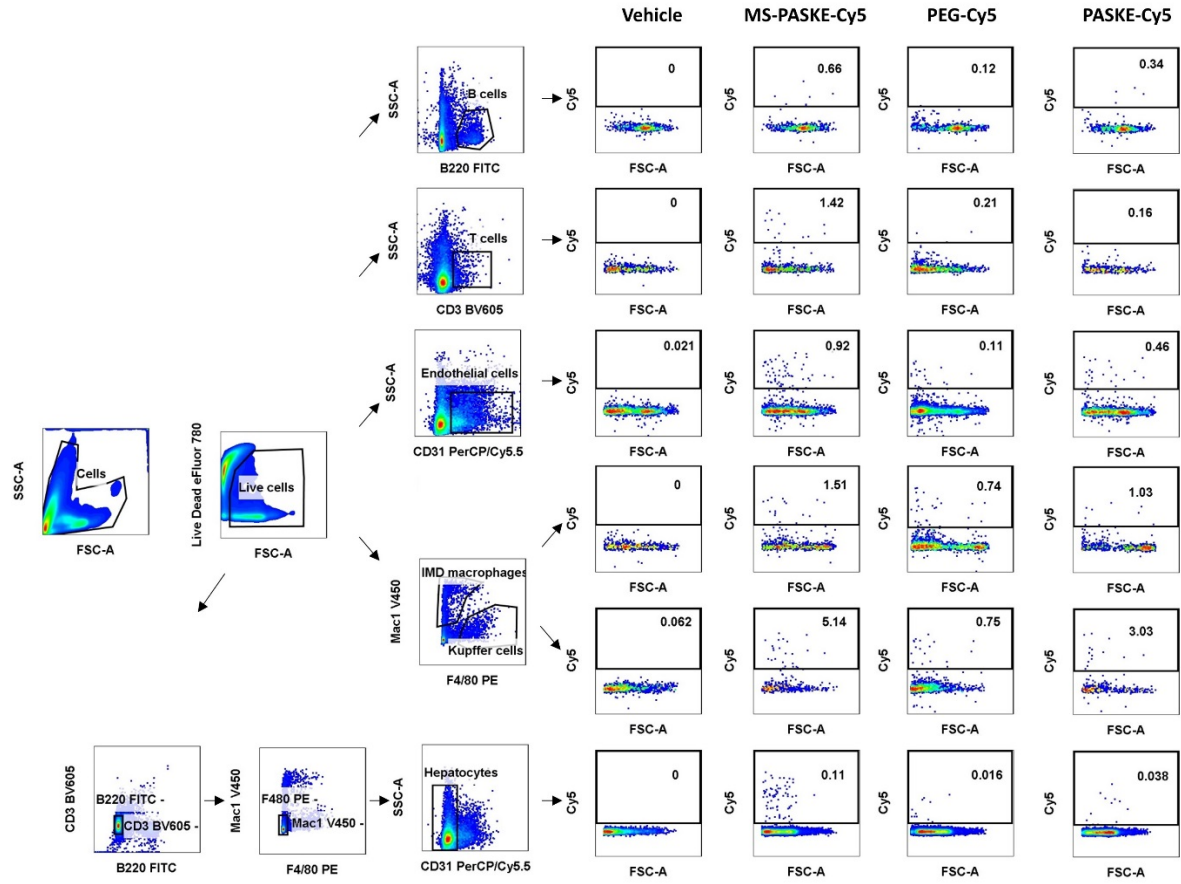 Vehicle MS-PASKE-Cy5 PEG-Cy5 PASKE-Cy5
SSC-A
B cells
B220 FITC
Cy5
0
FSC-A
Cy5
0.66
FSC-A
Cy5
0.12
FSC-A
Cy5
0.34
FSC-A
SSC-A
T cells
CD3 BV605
Cy5
0
FSC-A
Cy5
1.42
FSC-A
Cy5
0.21
FSC-A
Cy5
0.16
FSC-A
SSC-A
Endothelial cells
CD31 PerCP/Cy5.5
Cy5
0.021
FSC-A
Cy5
0.92
FSC-A
Cy5
0.11
FSC-A
Cy5
0.46
FSC-A
SSC-A
Cells
FSC-A
Live Dead eFluor 780
Live cells
FSC-A
Mac1 V450
IMD macrophages
Kupffer cells
F4/80 PE
Cy5
0
FSC-A
Cy5
1.51
FSC-A
Cy5
0.74
FSC-A
Cy5
1.03
FSC-A
Cy5
0.062
FSC-A
Cy5
5.14
FSC-A
Cy5
0.75
FSC-A
Cy5
3.03
FSC-A
CD3 BV605
B220 FITC -
CD3 BV605 -
B220 FITC
Mac1 V450
F480 PE -
Mac1 V450 -
F4/80 PE
SSC-A
Hepatocytes
CD31 PerCP/Cy5.5
Cy5
0
FSC-A
Cy5
0.11
FSC-A
Cy5
0.016
FSC-A
Cy5
0.038
FSC-A